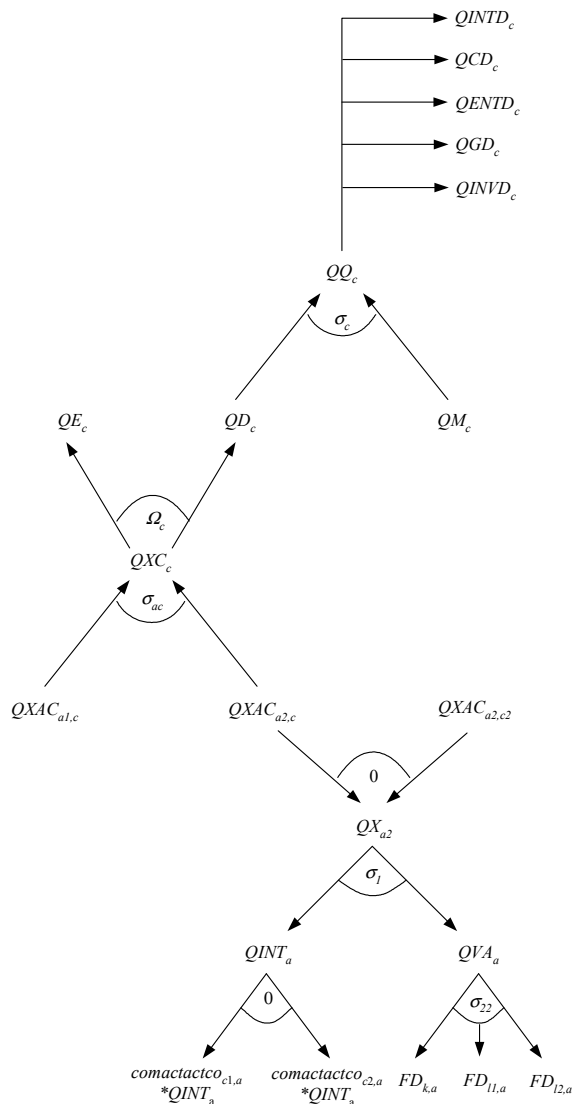 QINTD_c
QCD_c
QENTD_c
QGD_c
QINVD_c
QQ_c
σ_c
QE_c QD_c QM_c
Ω_c
QXC_c
σ_ac
QXAC_a1,c QXAC_a2,c QXAC_a2,c2
0
QX_a2
σ_1
QINT_a QVA_a
0 σ_22
comactactco_c1,a comactactco_c2,a FD_k,a FD_l1,a FD_l2,a
*QINT_a *QINT_a